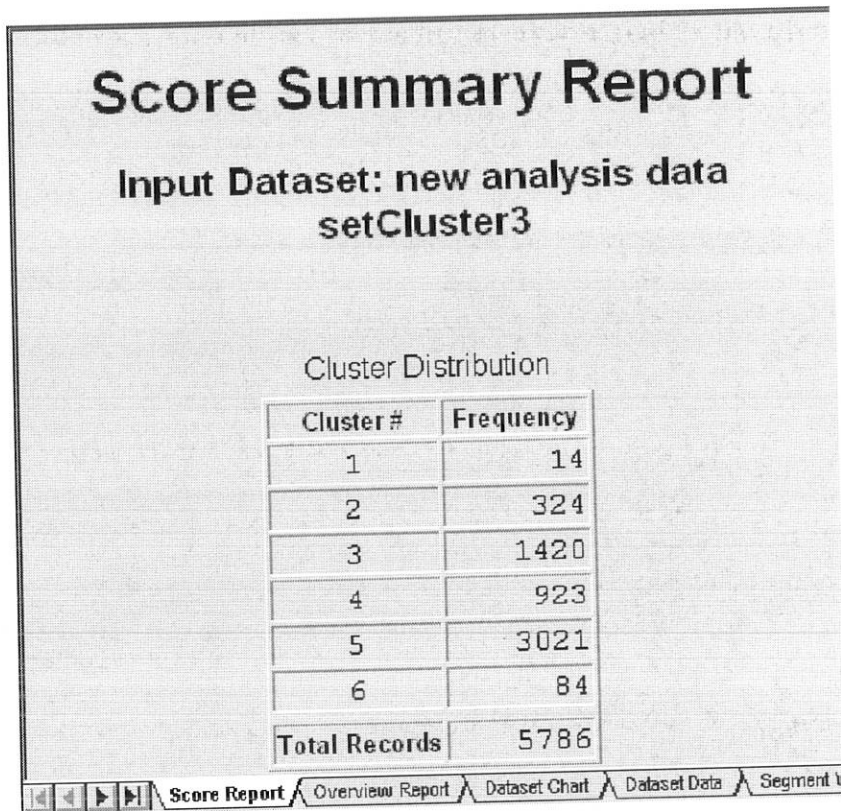 Score Summary Report
Input Dataset: new analysis data
setCluster3
Cluster Distribution
Cluster # Frequency
1 14
2 324
3 1420
4 923
5 3021
6 84
Total Records 5786
Score Report Overview Report Dataset Chart Dataset Data Segment